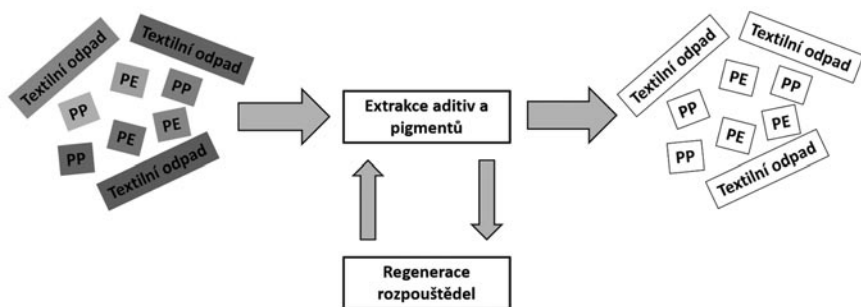 Textilní odpad
Textilní odpad
PE
PP
PP
PE
PE
PP
Textilní odpad
Extrakce aditiv a
pigmentů
Regenerace
rozpouštědel
Textilní odpad
Textilní odpad
PE
PP
PP
PE
PE
PP
Textilní odpad